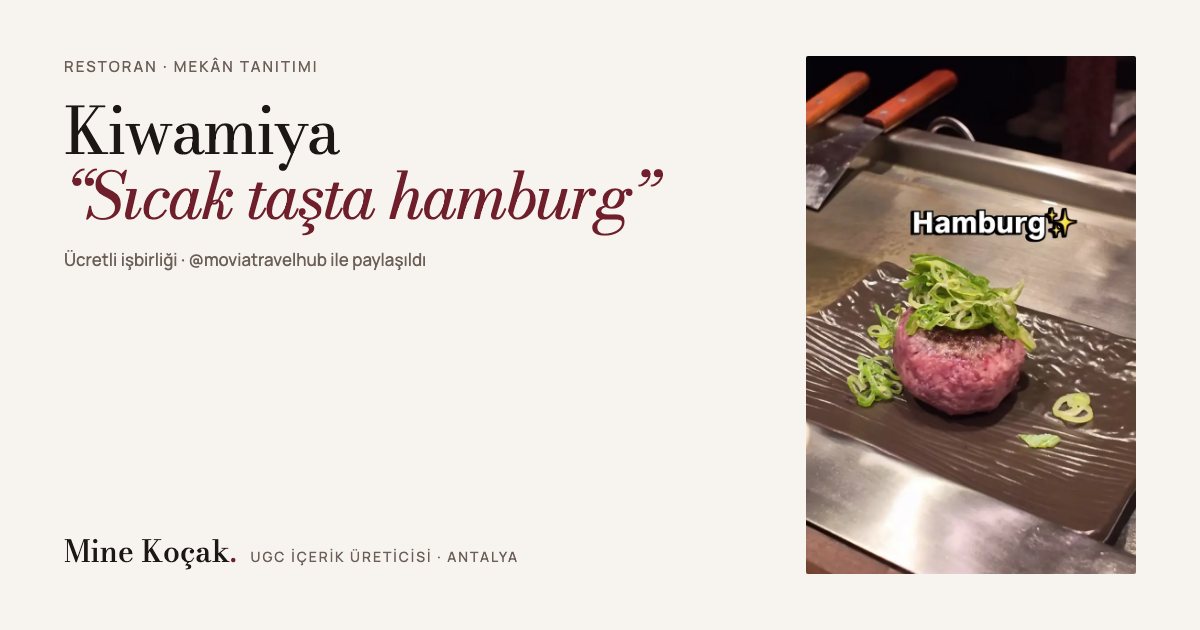 RESTORAN · MEKÂN TANITIMI
Kiwamiya
“Sıcak taşta hamburg”
Ücretli işbirliği · @moviatravelhub ile paylaşıldı
Hamburg✨
Mine Koçak. UGC İÇERİK ÜRETİCİSİ · ANTALYA